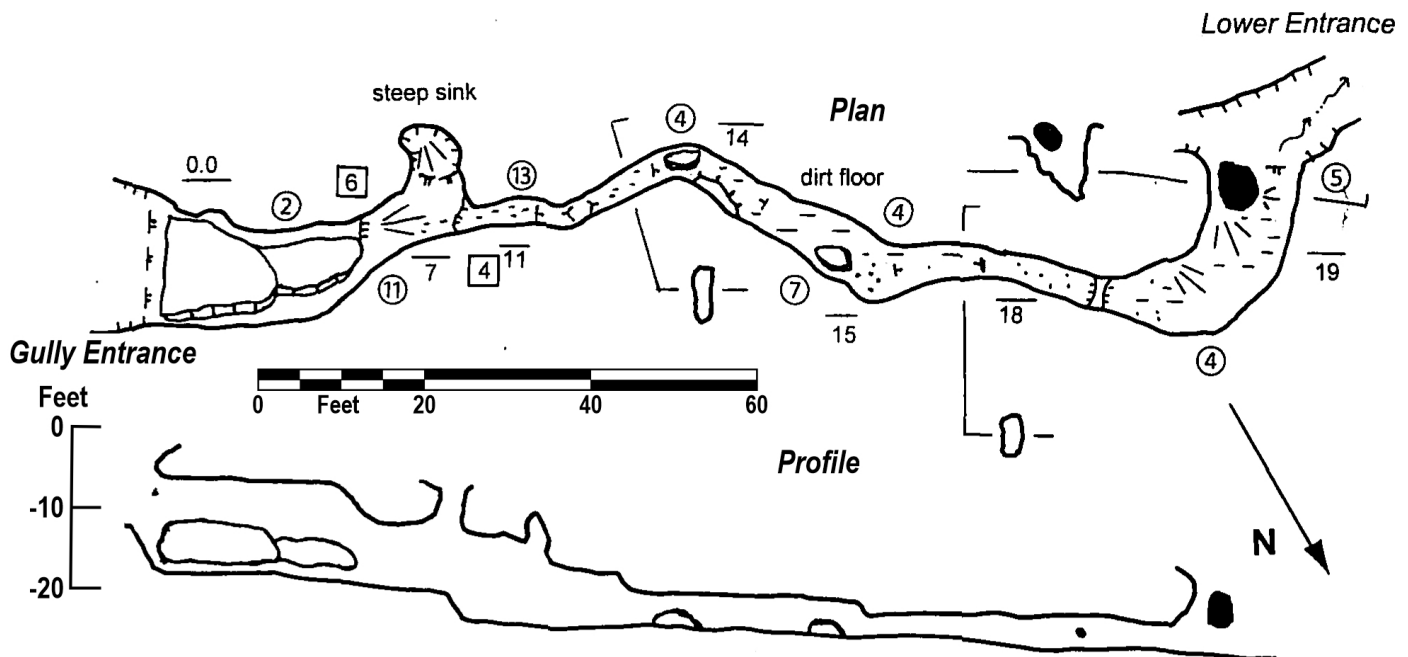 Lower Entrance
steep sink
Plan
4
14
0.0
6
13
dirt floor
2
4
5
7
4
11
11
7
15
18
19
4
Gully Entrance
0 Feet 20 40 60
Feet
0
-10
-20
Profile
N